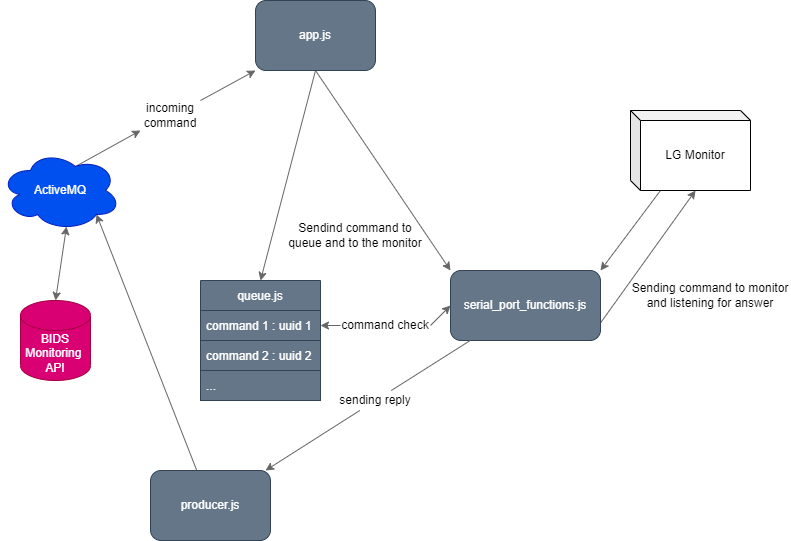 app.js
incoming
command
LG Monitor
ActiveMQ
Sendind command to
queue and to the monitor
queue.js
command 1 : uuid 1
command 2 : uuid 2
...
command check
serial_port_functions.js
Sending command to monitor
and listening for answer
BIDS
Monitoring
API
sending reply
producer.js